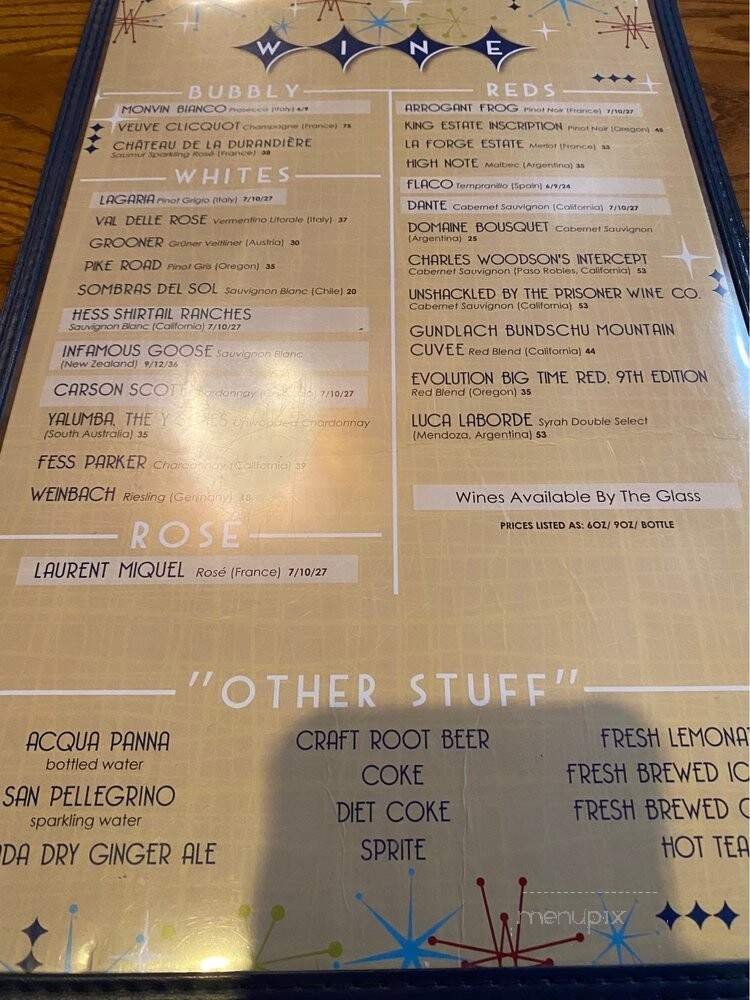 WINE
BUBBLY
MONVIN BIANCO Prosecco (Italy) 6/9
VEUVE CLICQUOT Champagne (France) 75
CHÂTEAU DE LA DURANDIÈRE
Saumur Sparkling Rosé (France) 38
WHITES
LAGARIA Pinot Grigio (Italy) 7/10/27
VAL DELLE ROSE Vermentino Litorale (Italy) 37
GROONER Grüner Veltliner (Austria) 30
PIKE ROAD Pinot Gris (Oregon) 35
SOMBRAS DEL SOL Sauvignon Blanc (Chile) 20
HESS SHIRTAIL RANCHES
Sauvignon Blanc (California) 7/10/27
INFAMOUS GOOSE Sauvignon Blanc
(New Zealand) 9/12/36
CARSON SCOTT Chardonnay 7/10/27
YALUMBA, THE Y SERIES Unwooded Chardonnay
(South Australia) 35
FESS PARKER Chardonnay (California) 39
WEINBACH Riesling (Germany)
ROSE
LAURENT MIQUEL Rosé (France) 7/10/27
REDS
ARROGANT FROG Pinot Noir (France) 7/10/27
KING ESTATE INSCRIPTION Pinot Noir (Oregon) 45
LA FORGE ESTATE Merlot (France) 33
HIGH NOTE Malbec (Argentina) 35
FLACO Tempranillo (Spain) 6/9/24
DANTE Cabernet Sauvignon (California) 7/10/27
DOMAINE BOUSQUET Cabernet Sauvignon
(Argentina) 25
CHARLES WOODSON'S INTERCEPT
Cabernet Sauvignon (Paso Robles, California) 53
UNSHACKLED BY THE PRISONER WINE CO.
Cabernet Sauvignon (California) 53
GUNDLACH BUNDSCHU MOUNTAIN
CUVEE Red Blend (California) 44
EVOLUTION BIG TIME RED, 9TH EDITION
Red Blend (Oregon) 35
LUCA LABORDE Syrah Double Select
(Mendoza, Argentina) 53
Wines Available By The Glass
PRICES LISTED AS: 6OZ/ 9OZ/ BOTTLE
"OTHER STUFF"
ACQUA PANNA
bottled water
SAN PELLEGRINO
sparkling water
DA DRY GINGER ALE
CRAFT ROOT BEER
COKE
DIET COKE
SPRITE
FRESH LEMONA
FRESH BREWED IC
FRESH BREWED
HOT TEA
menupix